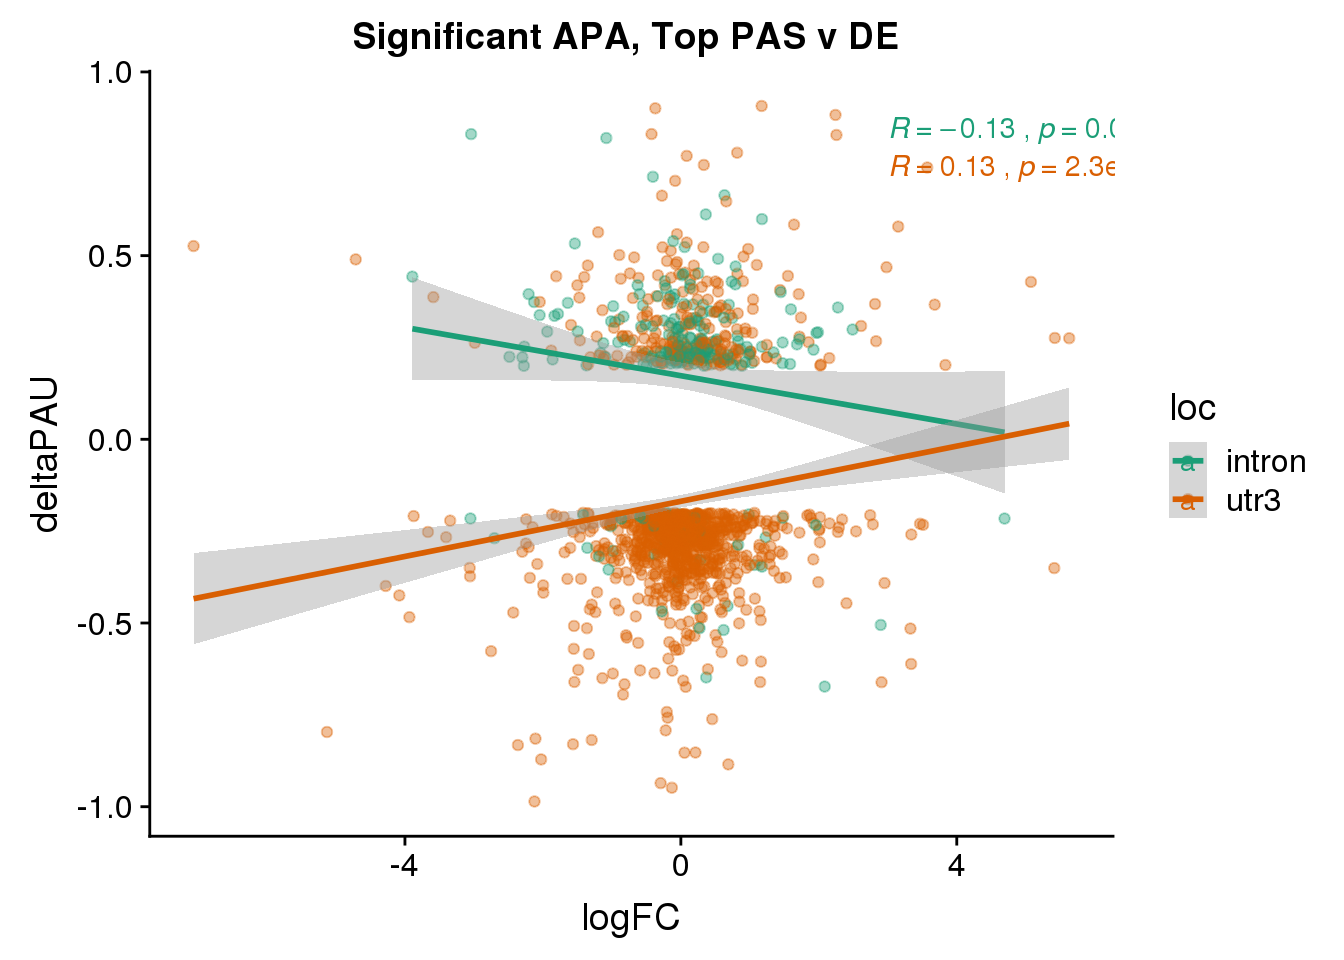 Significant APA, Top PAS v DE
1.0
0.5
0.0
-0.5
-1.0
deltaPAU
R = −0.13 , p = 0.0
R = 0.13 , p = 2.3e
-4 0 4
logFC
loc
a intron
a utr3